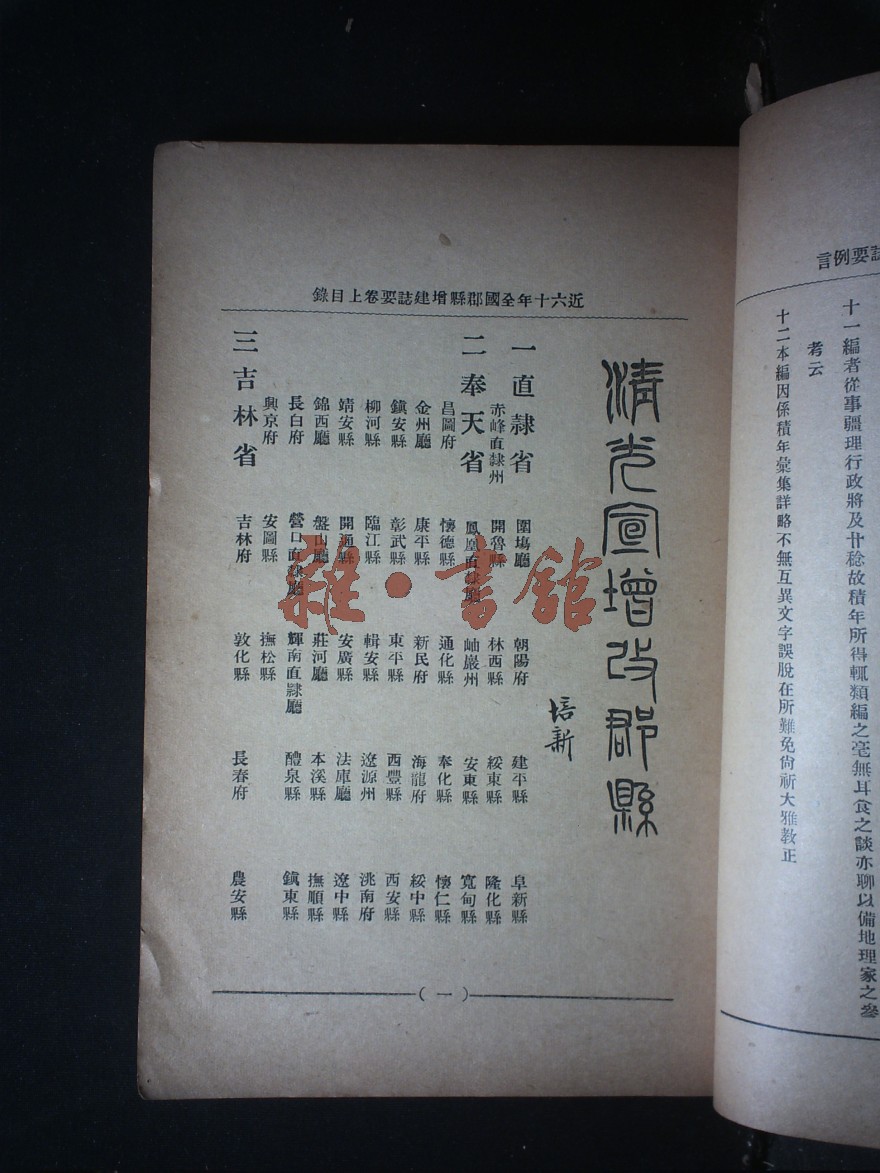 誌要例言
十一編者從事疆理行政將及廿稔故積年所得輒類編之毫無耳食之談亦聊以備地理家之參
考云
十二本編因係積年彙集詳略不無互異文字誤脫在所難免尙祈大雅敎正
近六十年全國郡縣增建誌要卷上目錄
清光宣增改郡縣
培新
一直隸省 圍塲廳 朝陽府 建平縣 阜新縣
赤峰直隸州 開魯縣 林西縣 綏東縣 隆化縣
二奉天省 鳳凰直隸廳 岫巖州 安東縣 寬甸縣
昌圖府 懷德縣 通化縣 奉化縣 懷仁縣
金州廳 康平縣 新民府 海龍府 綏中縣
鎭安縣 彰武縣 東平縣 西豐縣 西安縣
柳河縣 臨江縣 輯安縣 遼源州 洮南府
靖安縣 開通縣 安廣縣 法庫廳 遼中縣
錦西廳 盤山廳 莊河廳 本溪縣 撫順縣
長白府 營口直隸廳 輝南直隸廳 醴泉縣 鎭東縣
興京府 安圖縣 撫松縣
三吉林省 吉林府 敦化縣 長春府 農安縣
(一)
雜·書館